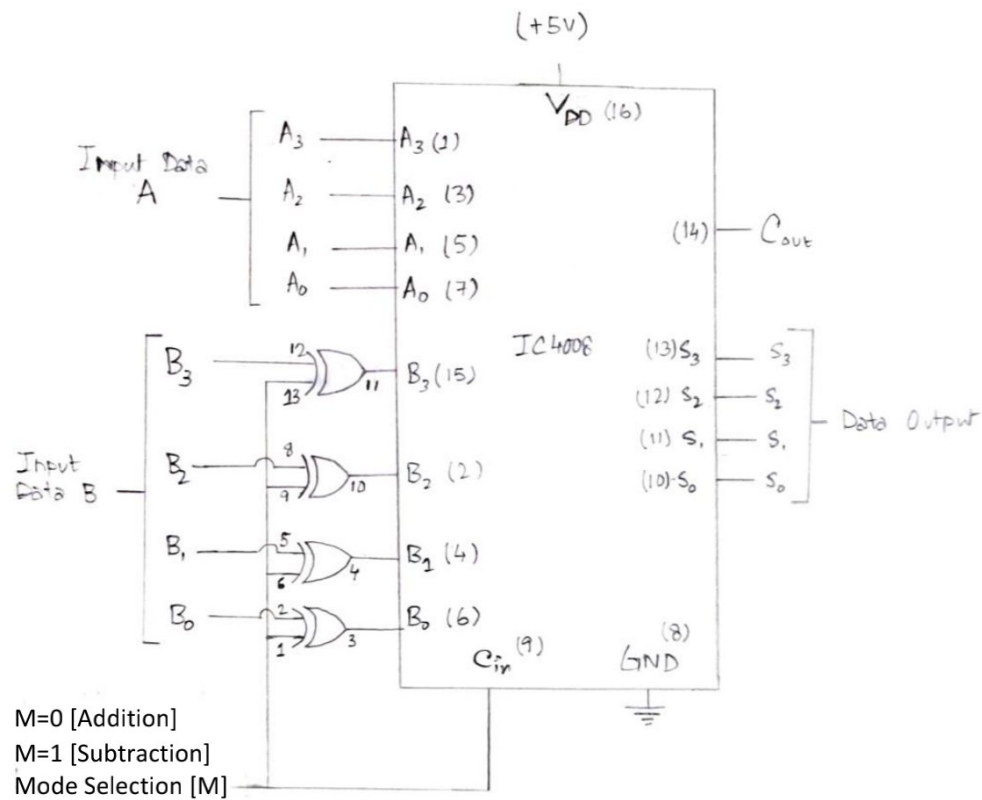 (+5V)
VDD (16)
Imput Data
A
A3
A2
A1
A0
A3 (1)
A2 (3)
A1 (5)
A0 (7)
(14)
Cout
IC4008
Input
Data B
B3
B2
B1
B0
12
13
11
8
9
10
5
6
4
2
1
3
B3 (15)
B2 (2)
B1 (4)
B0 (6)
(13) S3
(12) S2
(11) S1
(10) S0
S3
S2
S1
S0
Data Output
Cin (9)
(8)
GND
M=0 [Addition]
M=1 [Subtraction]
Mode Selection [M]